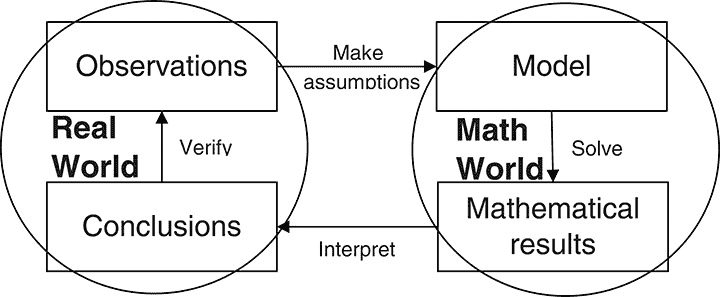 Observations
Make
assumptions
Model
Real
World
Verify
Math
World
Solve
Conclusions
Interpret
Mathematical
results